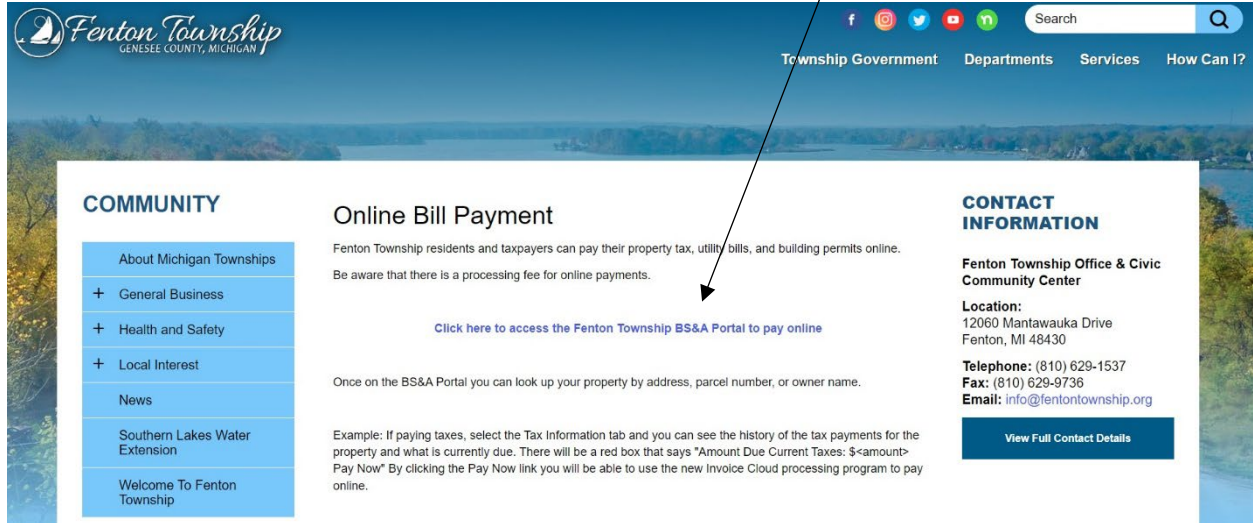 Fenton Township
GENESEE COUNTY, MICHIGAN
Search
Township Government Departments Services How Can I?
COMMUNITY
About Michigan Townships
+ General Business
+ Health and Safety
+ Local Interest
News
Southern Lakes Water
Extension
Welcome To Fenton
Township
Online Bill Payment
Fenton Township residents and taxpayers can pay their property tax, utility bills, and building permits online.
Be aware that there is a processing fee for online payments.
Click here to access the Fenton Township BS&A Portal to pay online
Once on the BS&A Portal you can look up your property by address, parcel number, or owner name.
Example: If paying taxes, select the Tax Information tab and you can see the history of the tax payments for the
property and what is currently due. There will be a red box that says "Amount Due Current Taxes: $<amount>
Pay Now" By clicking the Pay Now link you will be able to use the new Invoice Cloud processing program to pay
online.
CONTACT
INFORMATION
Fenton Township Office & Civic
Community Center
Location:
12060 Mantawauka Drive
Fenton, MI 48430
Telephone: (810) 629-1537
Fax: (810) 629-9736
Email: info@fentontownship.org
View Full Contact Details